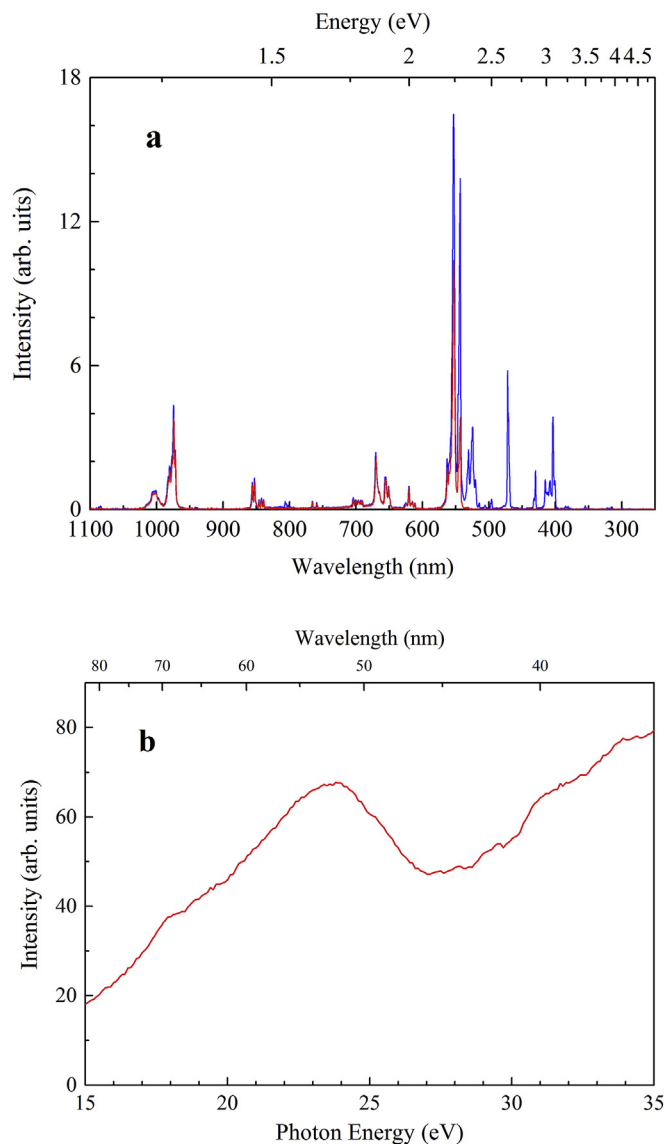 Energy (eV)
1.5 2 2.5 3 3.5 4 4.5
18
a
12
6
0
Intensity (arb. uits)
1100 1000 900 800 700 600 500 400 300
Wavelength (nm)
Wavelength (nm)
80 70 60 50 40
80
b
60
40
20
0
Intensity (arb. units)
15 20 25 30 35
Photon Energy (eV)